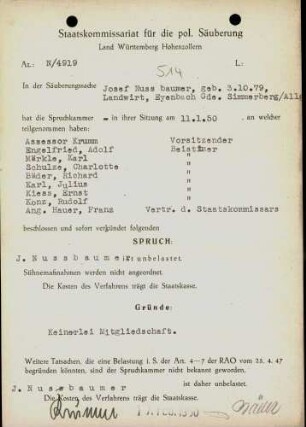 Staatskommissariat für die pol. Säuberung
Land Württemberg Hohenzollern
Az.: B/4919
L:
514
In der Säuberungssache Josef Nuss baumer, geb. 3.10.79,
Landwirt, Eyenbach Gde. Simmerberg/Allg
hat die Spruchkammer - in ihrer Sitzung am 11.1.50 , an welcher
teilgenommen haben:
Assessor Krumm Vorsitzender
Engelfried, Adolf Beisitzer
Märkle, Karl "
Schulze, Charlotte "
Bäder, Richard "
Karl, Julius "
Kiess, Ernst "
Konz, Rudolf "
Ang. Hauer, Franz Vertr. d. Staatskommissars
beschlossen und sofort verkündet folgenden
SPRUCH:
J. Nussbaumer ist unbelastet.
Sühnemaßnahmen werden nicht angeordnet.
Die Kosten des Verfahrens trägt die Staatskasse.
Gründe:
Keinerlei Mitgliedschaft.
Weitere Tatsachen, die eine Belastung i. S. der Art. 4—7 der RAO vom 25. 4. 47
begründen könnten, sind der Spruchkammer nicht bekannt geworden.
J. Nussbaumer ist daher unbelastet.
Die Kosten des Verfahrens trägt die Staatskasse.
Krumm